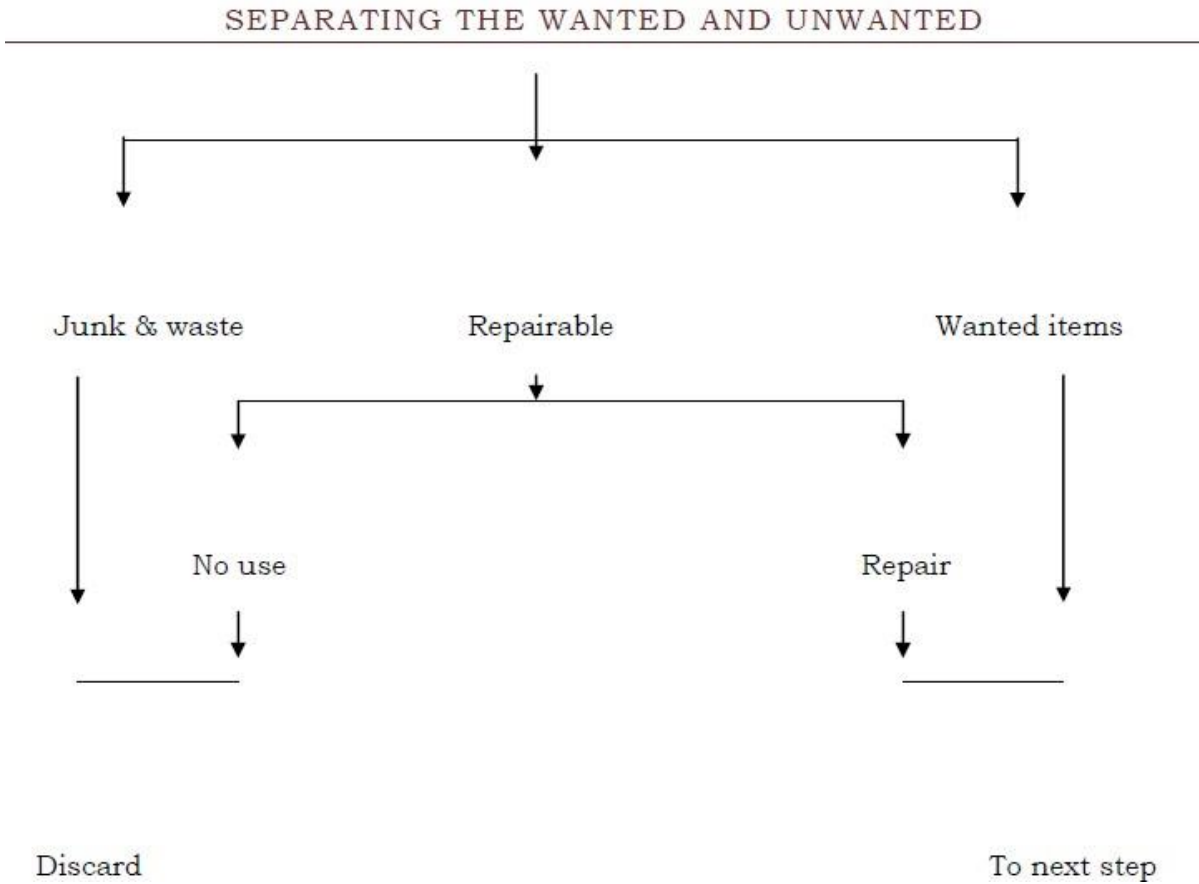 SEPARATING THE WANTED AND UNWANTED
Junk & waste
Repairable
Wanted items
No use
Repair
Discard
To next step